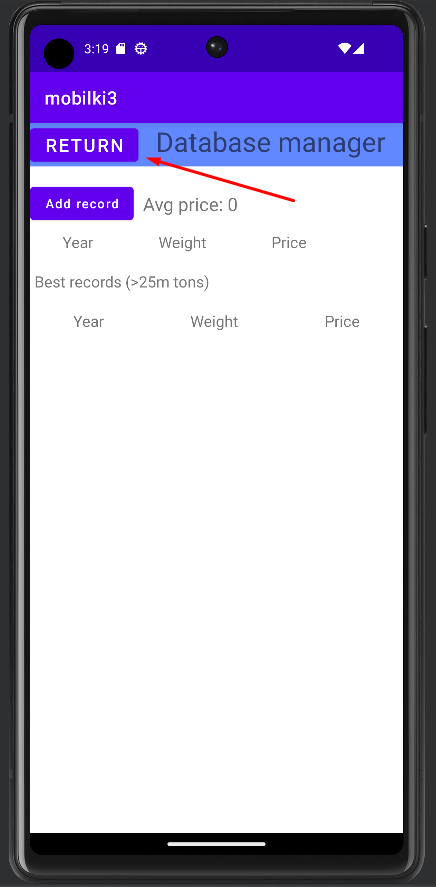 3:19
mobilki3
RETURN Database manager
Add record Avg price: 0
Year Weight Price
Best records (>25m tons)
Year Weight Price